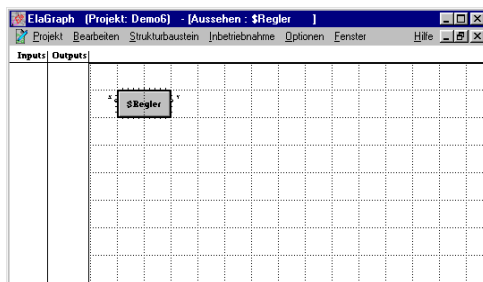 ElaGraph (Projekt: Demo6) - [Aussehen : $Regler ]
Projekt Bearbeiten Strukturbaustein Inbetriebnahme Optionen Fenster Hilfe
Inputs Outputs
$Regler